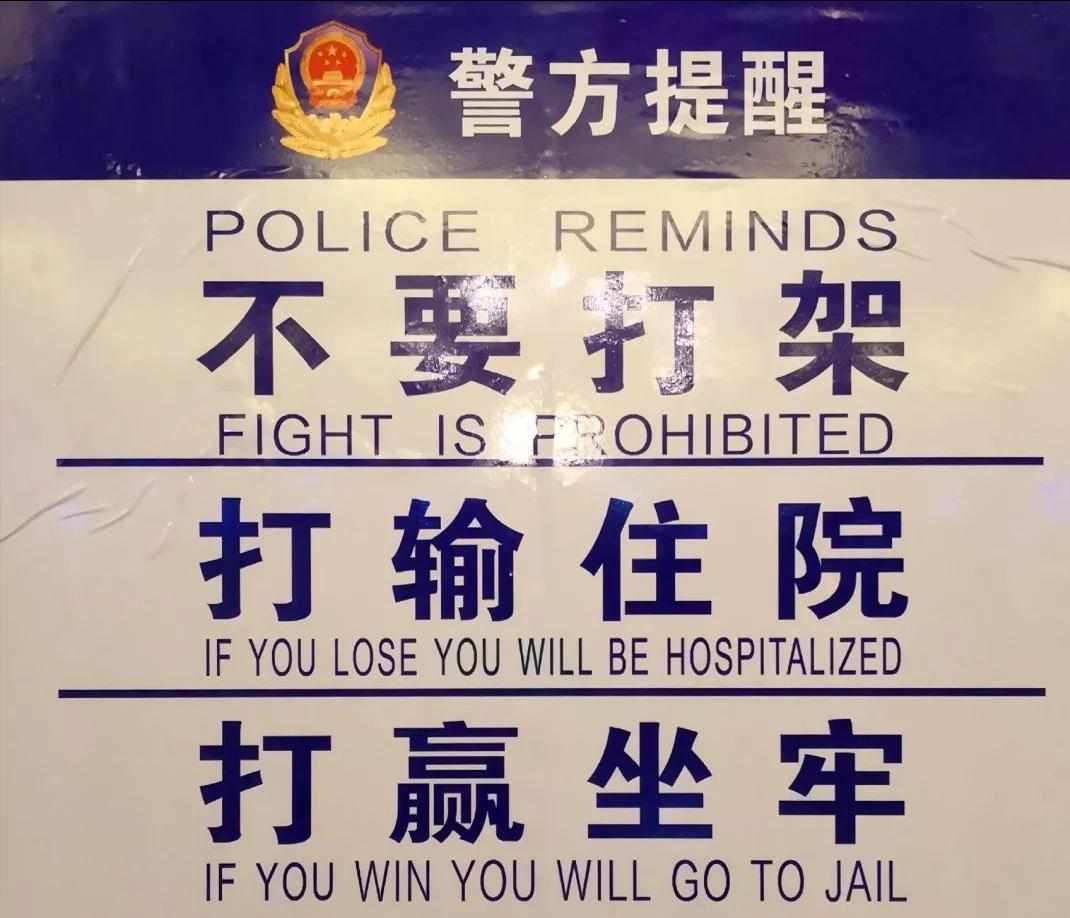 警方提醒
POLICE REMINDS
不要打架
FIGHT IS PROHIBITED
打输住院
IF YOU LOSE YOU WILL BE HOSPITALIZED
打赢坐牢
IF YOU WIN YOU WILL GO TO JAIL